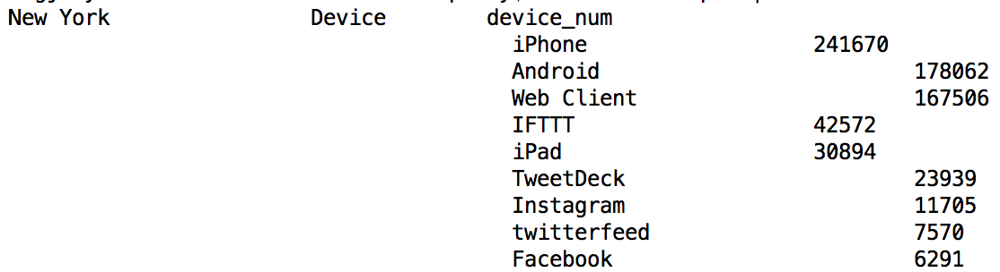 New York Device device_num
iPhone 241670
Android 178062
Web Client 167506
IFTTT 42572
iPad 30894
TweetDeck 23939
Instagram 11705
twitterfeed 7570
Facebook 6291